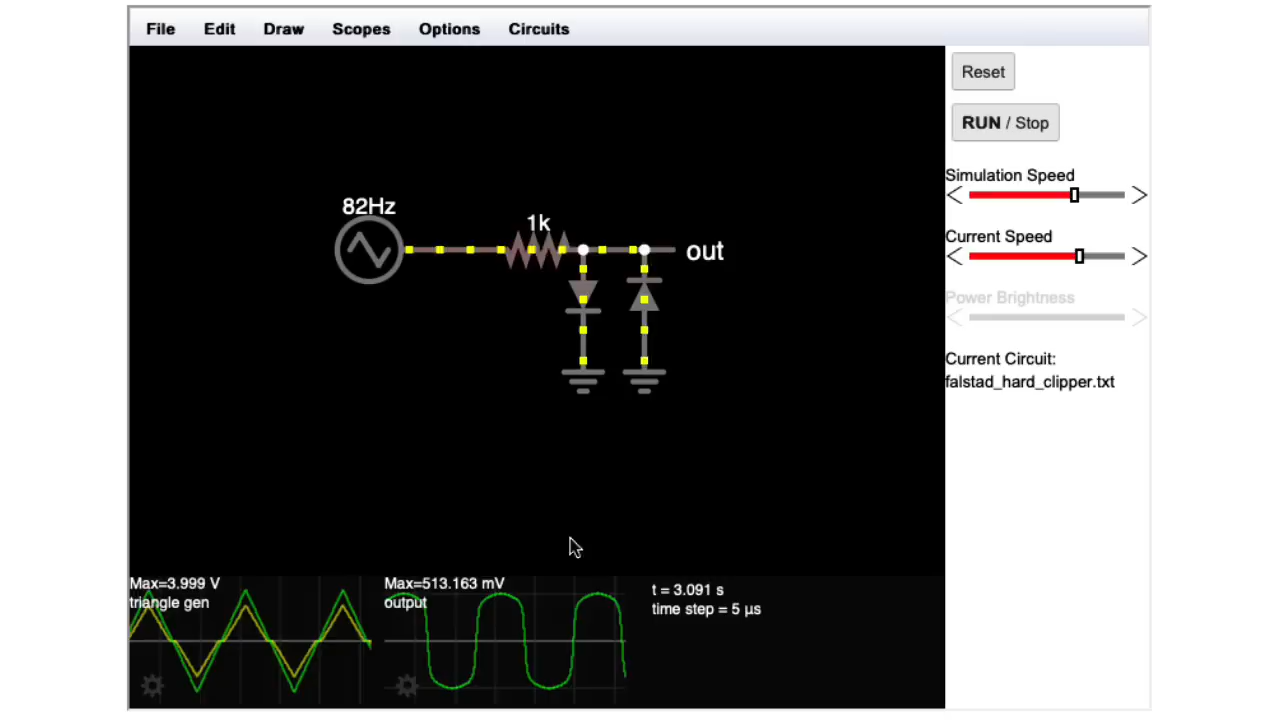 File Edit Draw Scopes Options Circuits
Reset
RUN / Stop
Simulation Speed
Current Speed
Power Brightness
Current Circuit:
falstad_hard_clipper.txt
82Hz
1k
out
Max=3.999 V
triangle gen
Max=513.163 mV
output
t = 3.091 s
time step = 5 µs